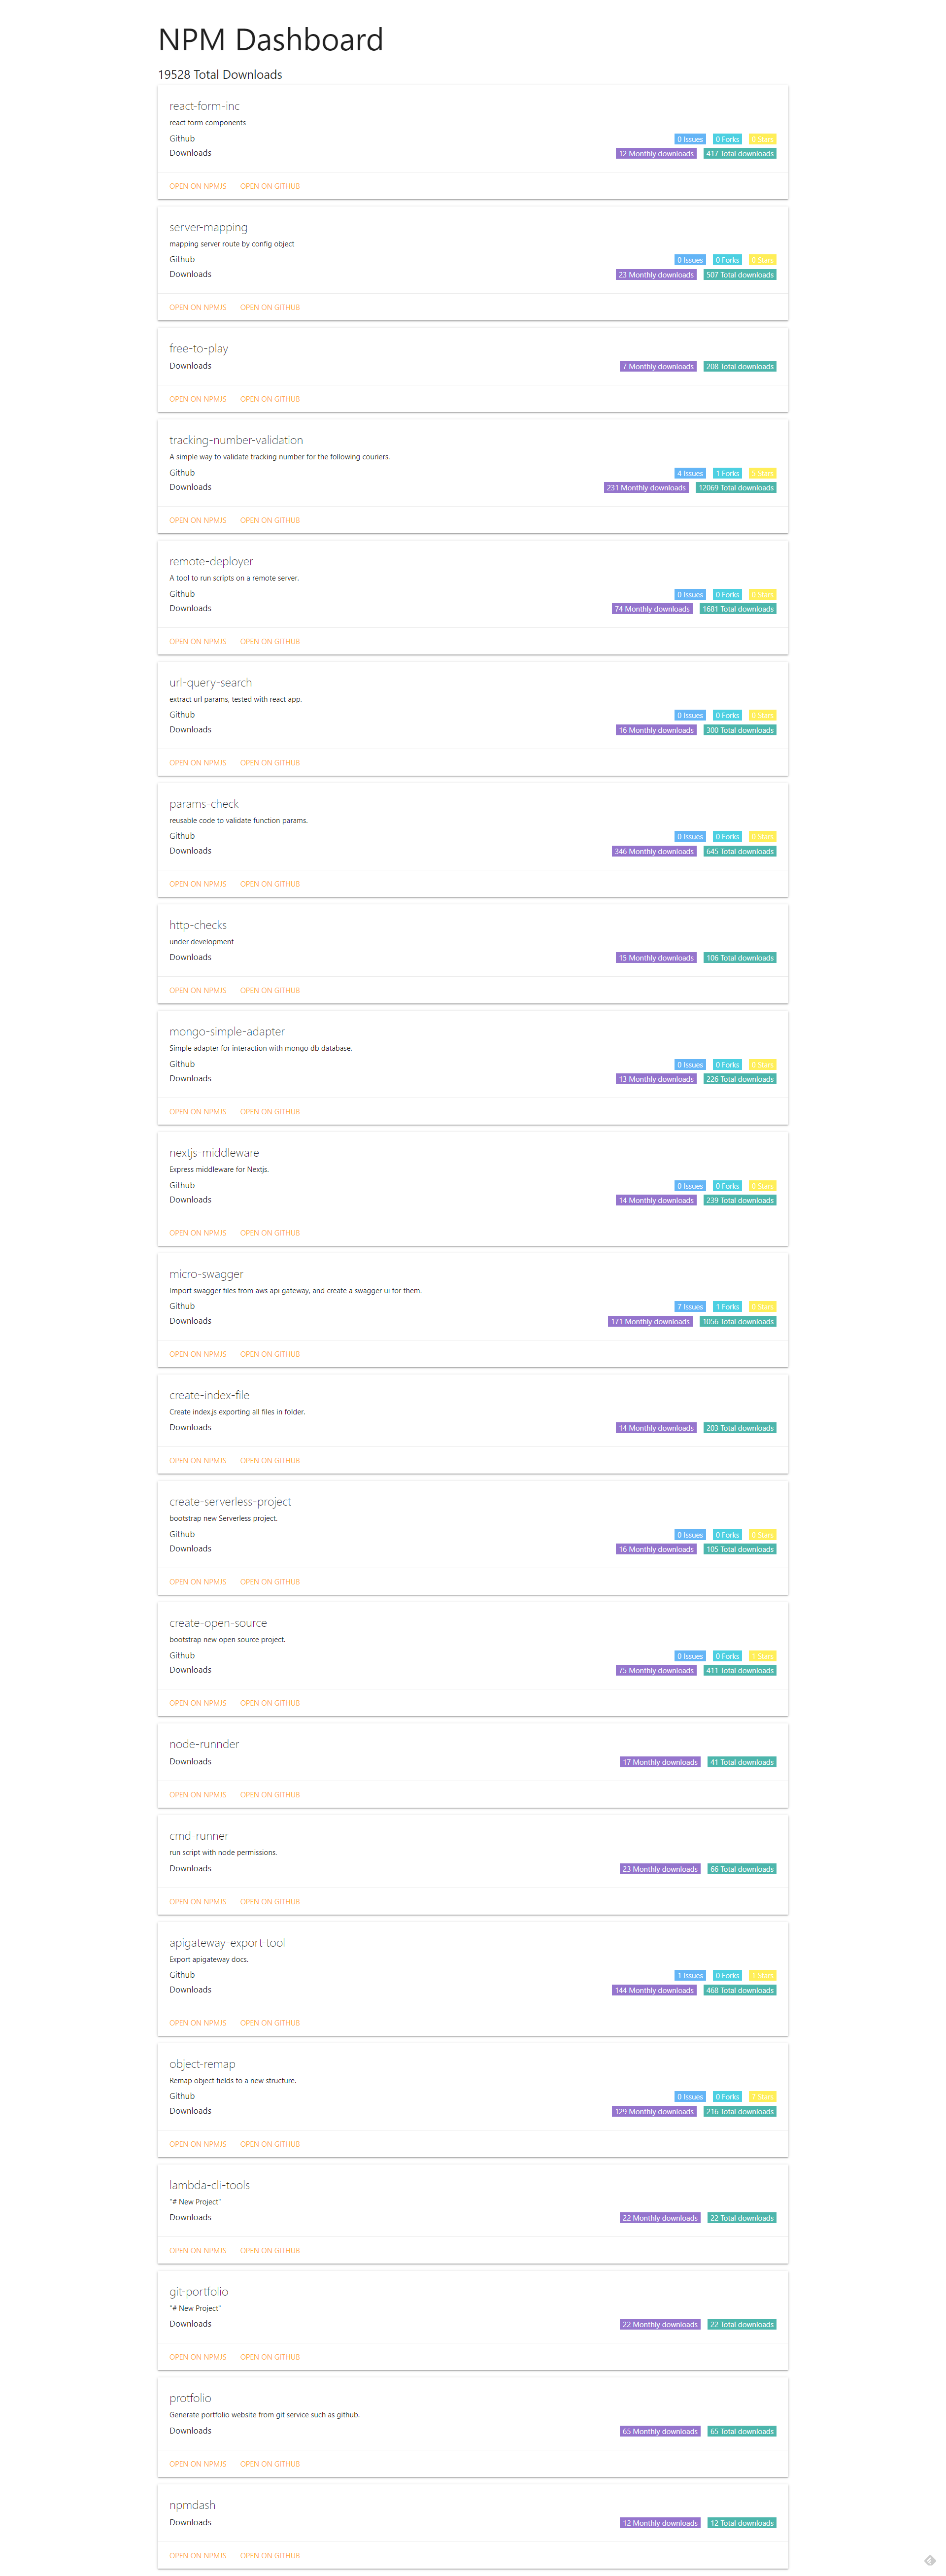 NPM Dashboard
19528 Total Downloads
react-form-inc
react form components
Github 0 Issues 0 Forks 0 Stars
Downloads 12 Monthly downloads 417 Total downloads
OPEN ON NPMJS OPEN ON GITHUB
server-mapping
mapping server route by config object
Github 0 Issues 0 Forks 0 Stars
Downloads 23 Monthly downloads 507 Total downloads
OPEN ON NPMJS OPEN ON GITHUB
free-to-play
Downloads 7 Monthly downloads 208 Total downloads
OPEN ON NPMJS OPEN ON GITHUB
tracking-number-validation
A simple way to validate tracking number for the following couriers.
Github 4 Issues 1 Forks 5 Stars
Downloads 231 Monthly downloads 12069 Total downloads
OPEN ON NPMJS OPEN ON GITHUB
remote-deployer
A tool to run scripts on a remote server.
Github 0 Issues 0 Forks 0 Stars
Downloads 74 Monthly downloads 1681 Total downloads
OPEN ON NPMJS OPEN ON GITHUB
url-query-search
extract url params, tested with react app.
Github 0 Issues 0 Forks 0 Stars
Downloads 16 Monthly downloads 300 Total downloads
OPEN ON NPMJS OPEN ON GITHUB
params-check
reusable code to validate function params.
Github 0 Issues 0 Forks 0 Stars
Downloads 346 Monthly downloads 645 Total downloads
OPEN ON NPMJS OPEN ON GITHUB
http-checks
under development
Downloads 15 Monthly downloads 106 Total downloads
OPEN ON NPMJS OPEN ON GITHUB
mongo-simple-adapter
Simple adapter for interaction with mongo db database.
Github 0 Issues 0 Forks 0 Stars
Downloads 13 Monthly downloads 226 Total downloads
OPEN ON NPMJS OPEN ON GITHUB
nextjs-middleware
Express middleware for Nextjs.
Github 0 Issues 0 Forks 0 Stars
Downloads 14 Monthly downloads 239 Total downloads
OPEN ON NPMJS OPEN ON GITHUB
micro-swagger
Import swagger files from aws api gateway, and create a swagger ui for them.
Github 7 Issues 1 Forks 0 Stars
Downloads 171 Monthly downloads 1056 Total downloads
OPEN ON NPMJS OPEN ON GITHUB
create-index-file
Create index.js exporting all files in folder.
Downloads 14 Monthly downloads 203 Total downloads
OPEN ON NPMJS OPEN ON GITHUB
create-serverless-project
bootstrap new Serverless project.
Github 0 Issues 0 Forks 0 Stars
Downloads 16 Monthly downloads 105 Total downloads
OPEN ON NPMJS OPEN ON GITHUB
create-open-source
bootstrap new open source project.
Github 0 Issues 0 Forks 1 Stars
Downloads 75 Monthly downloads 411 Total downloads
OPEN ON NPMJS OPEN ON GITHUB
node-runnder
Downloads 17 Monthly downloads 41 Total downloads
OPEN ON NPMJS OPEN ON GITHUB
cmd-runner
run script with node permissions.
Downloads 23 Monthly downloads 66 Total downloads
OPEN ON NPMJS OPEN ON GITHUB
apigateway-export-tool
Export apigateway docs.
Github 1 Issues 0 Forks Stars
Downloads 144 Monthly downloads 468 Total downloads
OPEN ON NPMJS OPEN ON GITHUB
object-remap
Remap object fields to a new structure.
Github 0 Issues 0 Forks Stars
Downloads 129 Monthly downloads 216 Total downloads
OPEN ON NPMJS OPEN ON GITHUB
lambda-cli-tools
"# New Project"
Downloads 22 Monthly downloads 22 Total downloads
OPEN ON NPMJS OPEN ON GITHUB
git-portfolio
"# New Project"
Downloads 22 Monthly downloads 22 Total downloads
OPEN ON NPMJS OPEN ON GITHUB
protfolio
Generate portfolio website from git service such as github.
Downloads 65 Monthly downloads 65 Total downloads
OPEN ON NPMJS OPEN ON GITHUB
npmdash
Downloads 12 Monthly downloads 12 Total downloads
OPEN ON NPMJS OPEN ON GITHUB